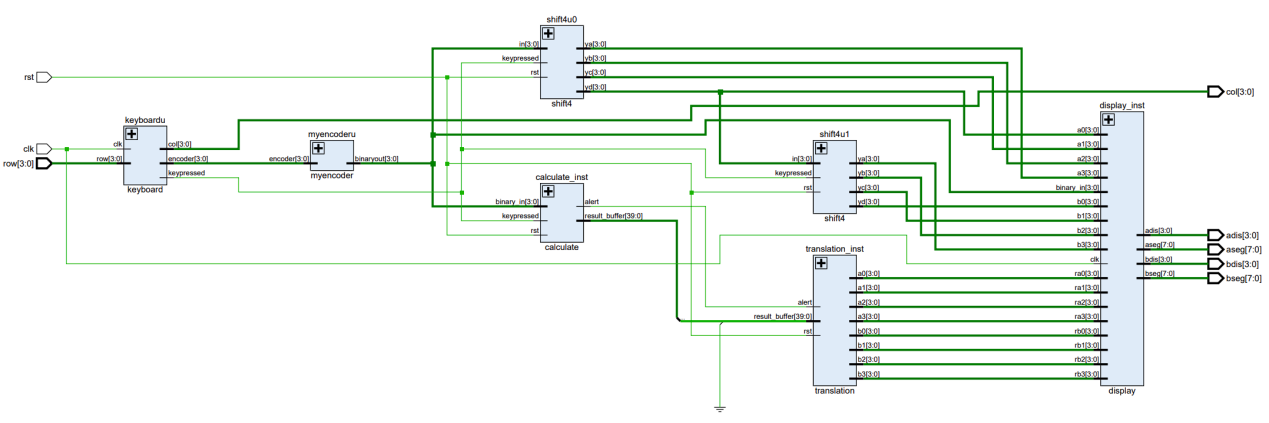 rst
clk
row[3:0]
keyboardu
clk
row[3:0]
col[3:0]
encoder[3:0]
keypressed
keyboard
myencoderu
encoder[3:0]
binaryout[3:0]
myencoder
shift4u0
in[3:0]
keypressed
rst
ya[3:0]
yb[3:0]
yc[3:0]
yd[3:0]
shift4
calculate_inst
binary_in[3:0]
keypressed
rst
alert
result_buffer[39:0]
calculate
shift4u1
in[3:0]
keypressed
rst
ya[3:0]
yb[3:0]
yc[3:0]
yd[3:0]
shift4
translation_inst
alert
result_buffer[39:0]
rst
a0[3:0]
a1[3:0]
a2[3:0]
a3[3:0]
b0[3:0]
b1[3:0]
b2[3:0]
b3[3:0]
translation
display_inst
a0[3:0]
a1[3:0]
a2[3:0]
a3[3:0]
binary_in[3:0]
b0[3:0]
b1[3:0]
b2[3:0]
b3[3:0]
clk
ra0[3:0]
ra1[3:0]
ra2[3:0]
ra3[3:0]
rb0[3:0]
rb1[3:0]
rb2[3:0]
rb3[3:0]
adis[3:0]
aseg[7:0]
bdis[3:0]
bseg[7:0]
display
col[3:0]
adis[3:0]
aseg[7:0]
bdis[3:0]
bseg[7:0]